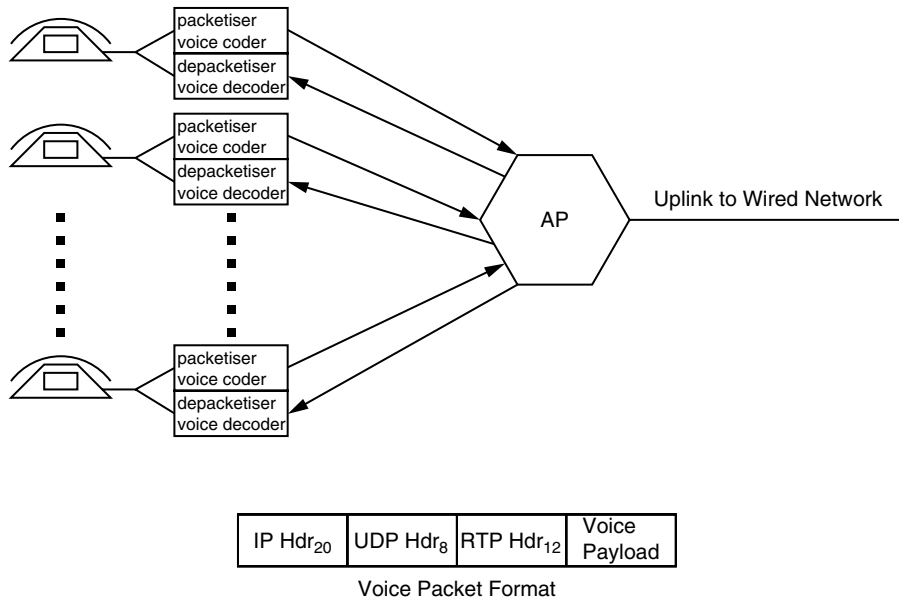 packetiser
voice coder
depacketiser
voice decoder
packetiser
voice coder
depacketiser
voice decoder
AP
Uplink to Wired Network
packetiser
voice coder
depacketiser
voice decoder
IP Hdr20 UDP Hdr8 RTP Hdr12 Voice Payload
Voice Packet Format